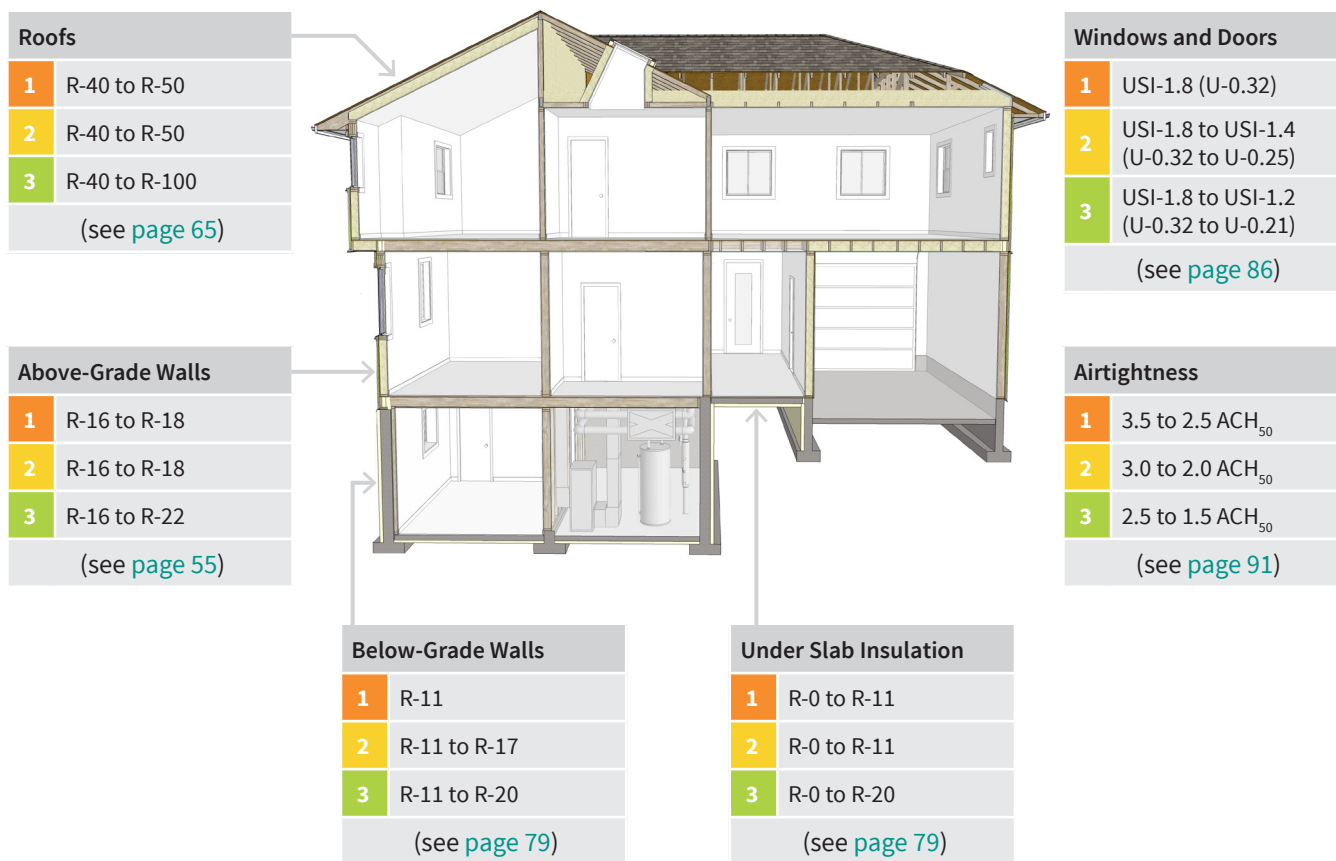 Roofs
1 R-40 to R-50
2 R-40 to R-50
3 R-40 to R-100
(see page 65)
Above-Grade Walls
1 R-16 to R-18
2 R-16 to R-18
3 R-16 to R-22
(see page 55)
Below-Grade Walls
1 R-11
2 R-11 to R-17
3 R-11 to R-20
(see page 79)
Under Slab Insulation
1 R-0 to R-11
2 R-0 to R-11
3 R-0 to R-20
(see page 79)
Windows and Doors
1 USI-1.8 (U-0.32)
2 USI-1.8 to USI-1.4
(U-0.32 to U-0.25)
3 USI-1.8 to USI-1.2
(U-0.32 to U-0.21)
(see page 86)
Airtightness
1 3.5 to 2.5 ACH₅₀
2 3.0 to 2.0 ACH₅₀
3 2.5 to 1.5 ACH₅₀
(see page 91)